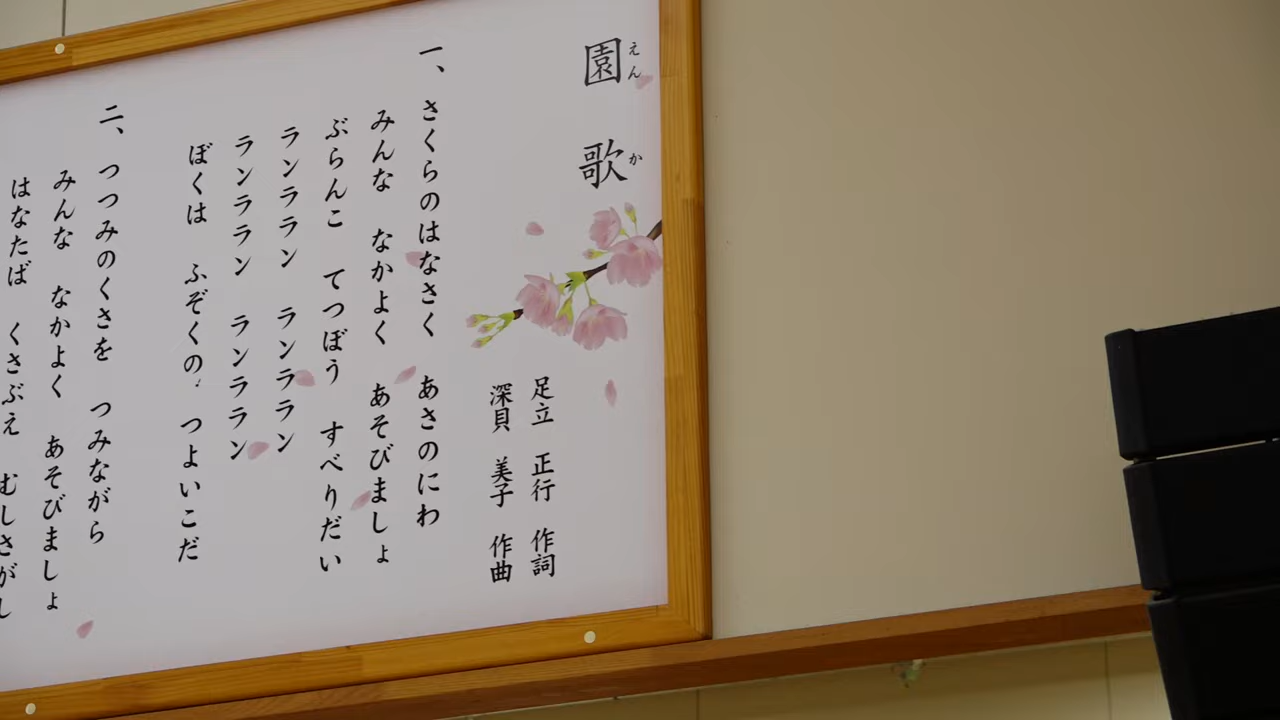 園歌
えんか
足立 正行 作詞
深貝 美子 作曲
一、さくらのはなさく あさのにわ
みんな なかよく あそびましょ
ぶらんこ てつぼう すべりだい
ランラララン ランラララン
ランラララン ランラララン
ぼくは ふぞくの つよいこだ
二、つつみのくさを つみながら
みんな なかよく あそびましょ
はなたば くさぶえ むしさがし